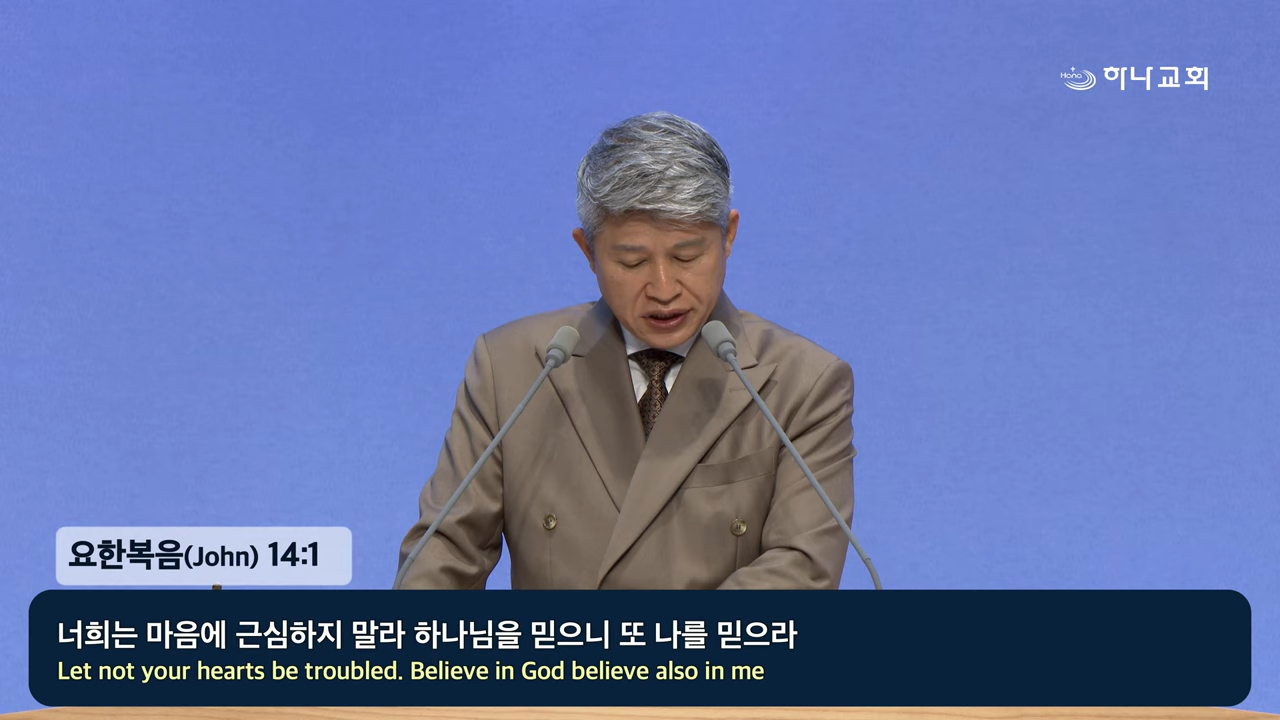 Hana 하나교회
요한복음(John) 14:1
너희는 마음에 근심하지 말라 하나님을 믿으니 또 나를 믿으라
Let not your hearts be troubled. Believe in God believe also in me